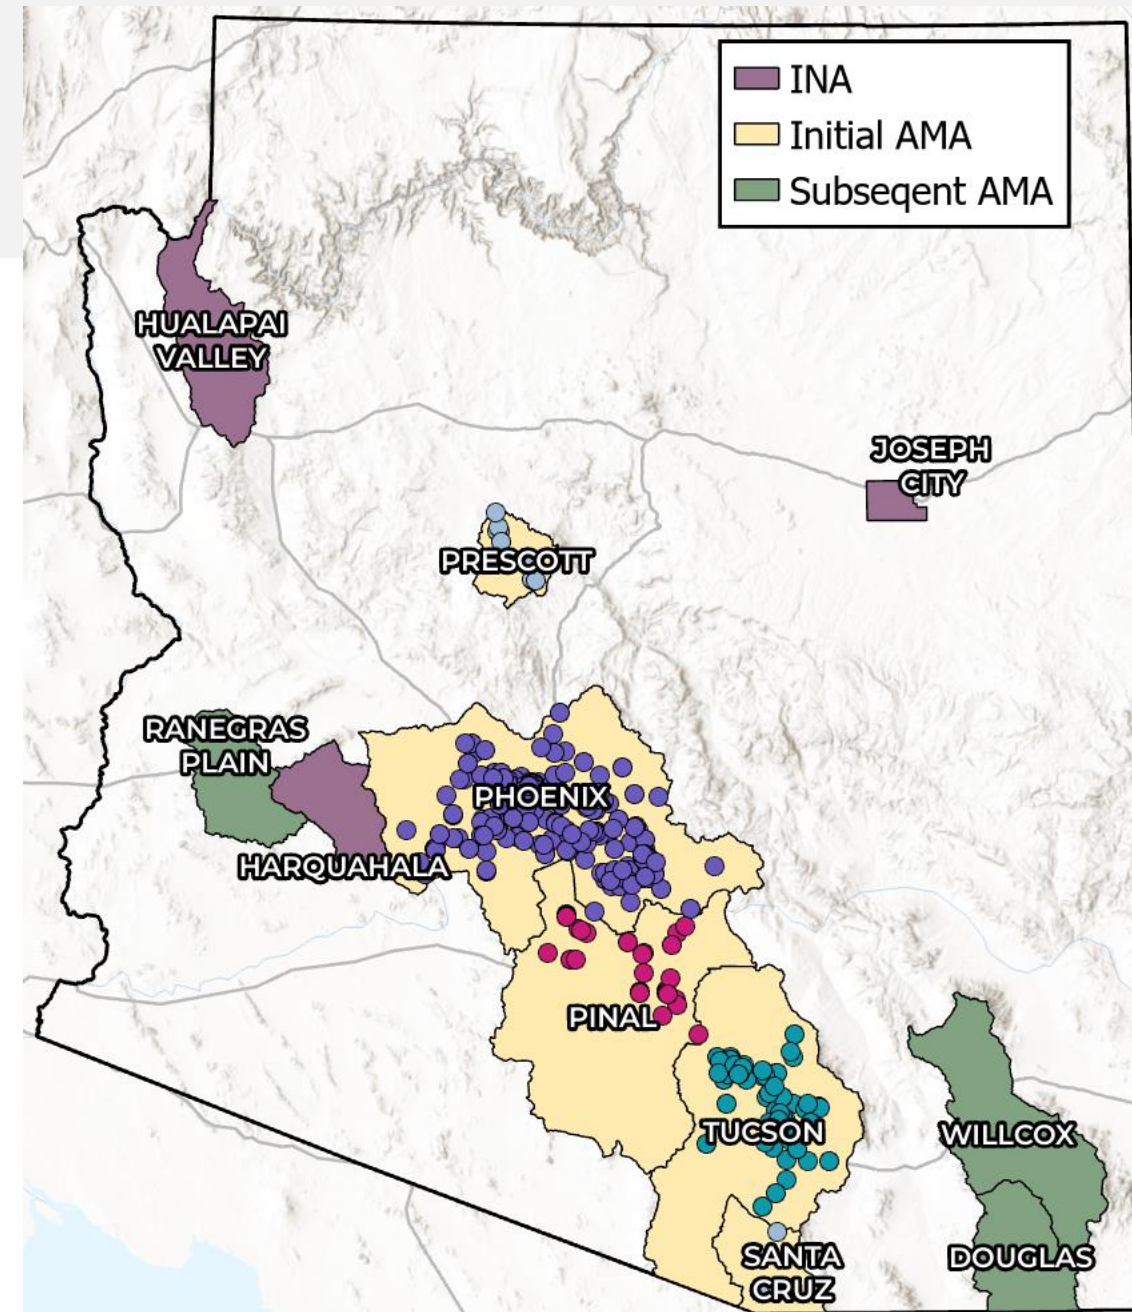 INA
Initial AMA
Subseqent AMA
HUALAPAI
VALLEY
JOSEPH
CITY
PRESCOTT
RANEGRAS
PLAIN
PHOENIX
HARQUAHALA
PINAL
TUCSON
WILLCOX
SANTA
CRUZ
DOUGLAS